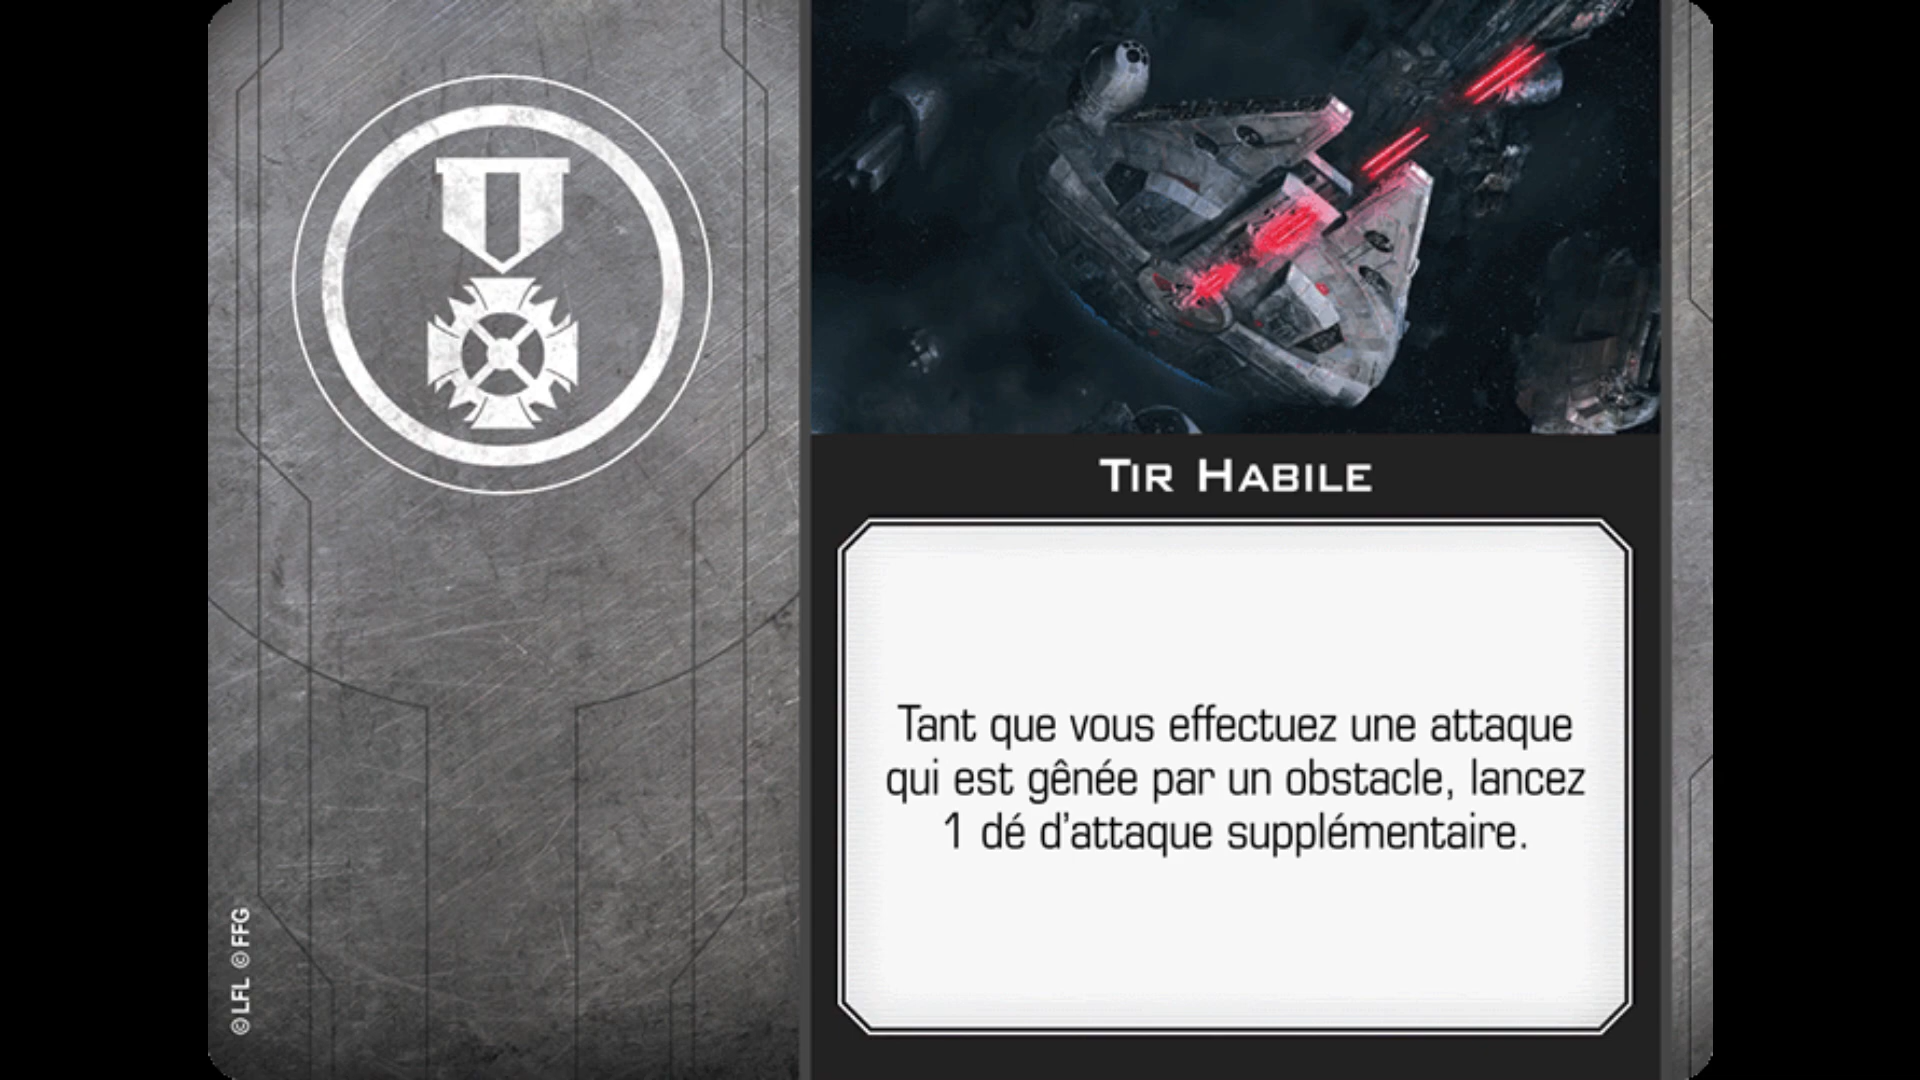 Tir Habile
Tant que vous effectuez une attaque
qui est gênée par un obstacle, lancez
1 dé d'attaque supplémentaire.
© LFL © FFG